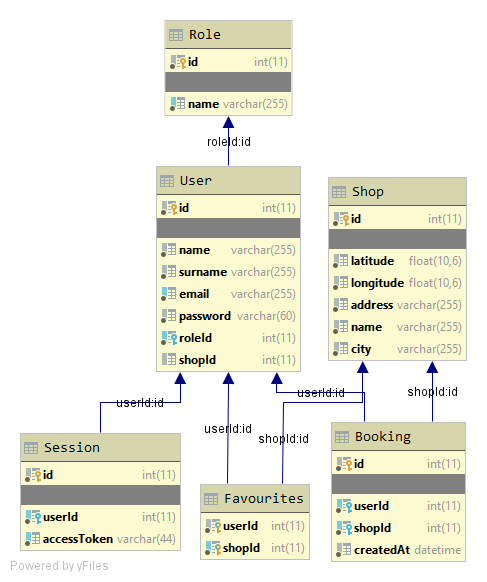 Role
id int(11)
name varchar(255)
roleId:id
User
id int(11)
name varchar(255)
surname varchar(255)
email varchar(255)
password varchar(60)
roleId int(11)
shopId int(11)
Shop
id int(11)
latitude float(10,6)
longitude float(10,6)
address varchar(255)
name varchar(255)
city varchar(255)
userId:id
userId:id
shopId:id
userId:id
shopId:id
Session
id int(11)
userId int(11)
accessToken varchar(44)
Favourites
userId int(11)
shopId int(11)
Booking
id int(11)
userId int(11)
shopId int(11)
createdAt datetime
Powered by yFiles